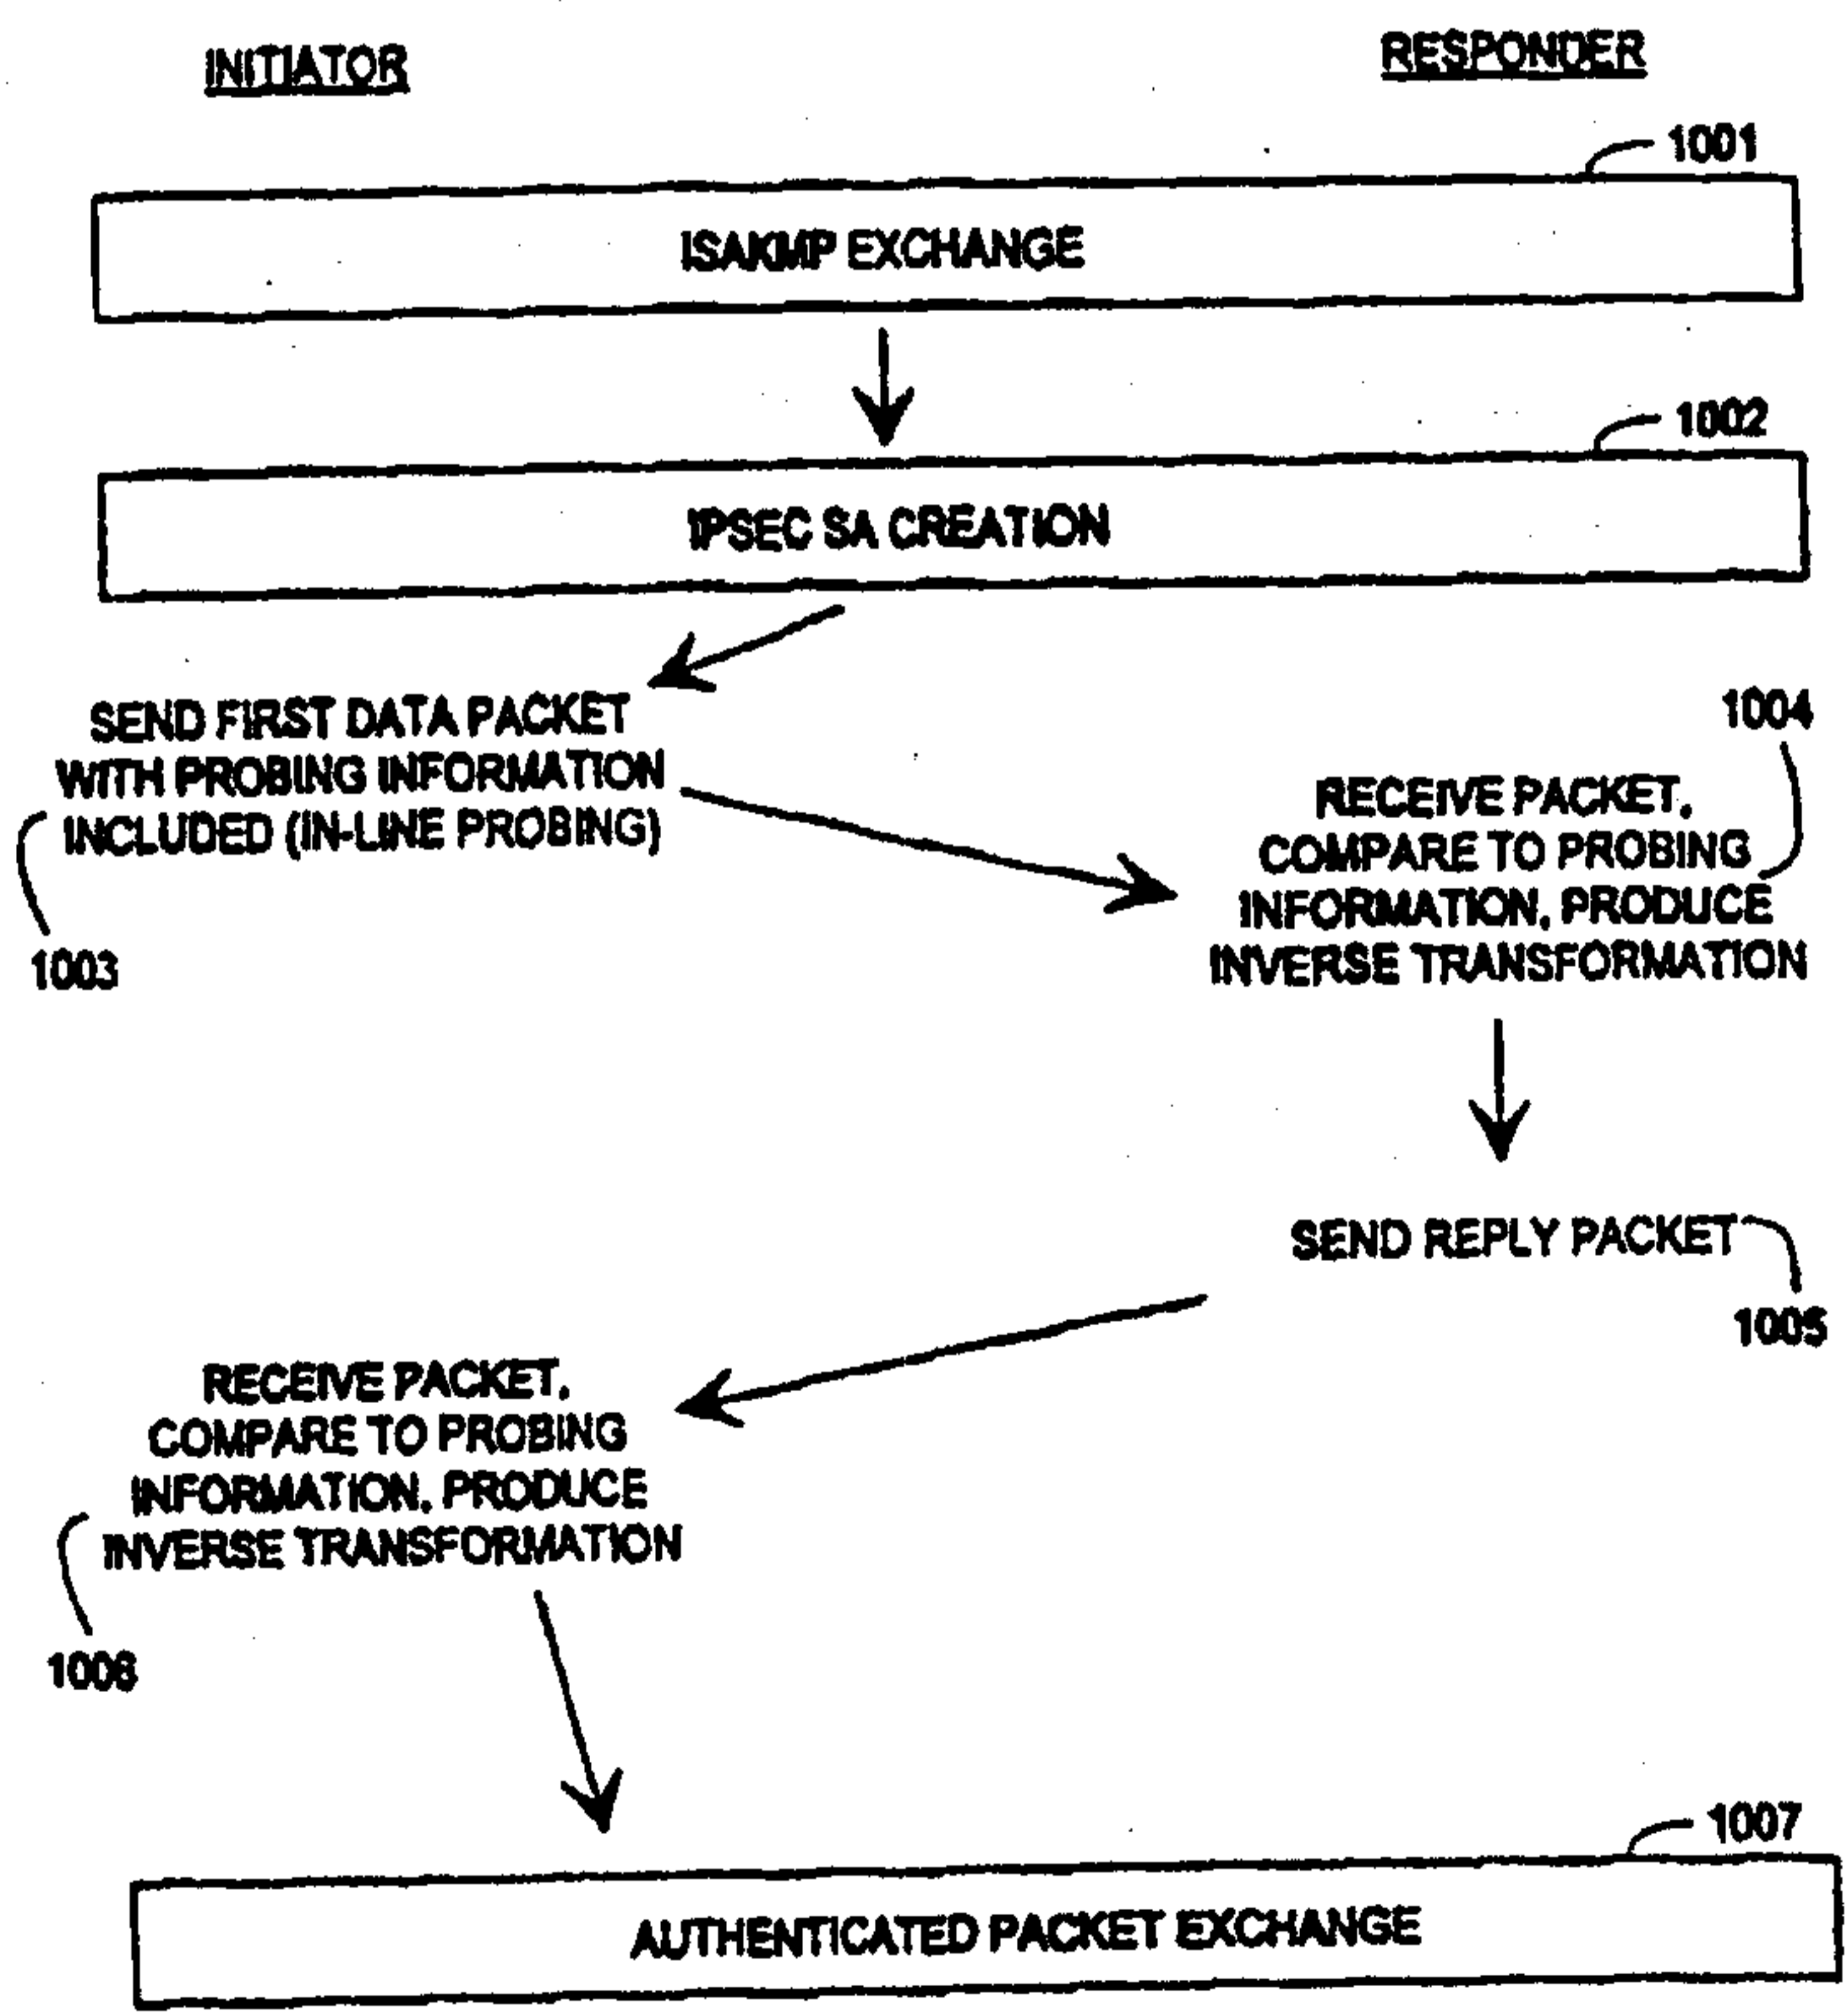 INITIATOR
RESPONDER
1001
ISAKMP EXCHANGE
1002
IPSEC SA CREATION
SEND FIRST DATA PACKET
WITH PROBING INFORMATION
INCLUDED (IN-LINE PROBING)
1003
1004
RECEIVE PACKET,
COMPARE TO PROBING
INFORMATION, PRODUCE
INVERSE TRANSFORMATION
SEND REPLY PACKET
1005
RECEIVE PACKET,
COMPARE TO PROBING
INFORMATION, PRODUCE
INVERSE TRANSFORMATION
1006
1007
AUTHENTICATED PACKET EXCHANGE